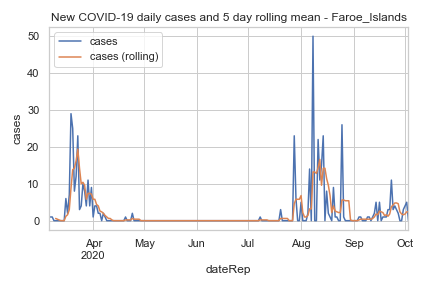 New COVID-19 daily cases and 5 day rolling mean - Faroe_Islands
cases
cases (rolling)
50
40
30
20
10
0
cases
Apr May Jun Jul Aug Sep Oct
2020
dateRep